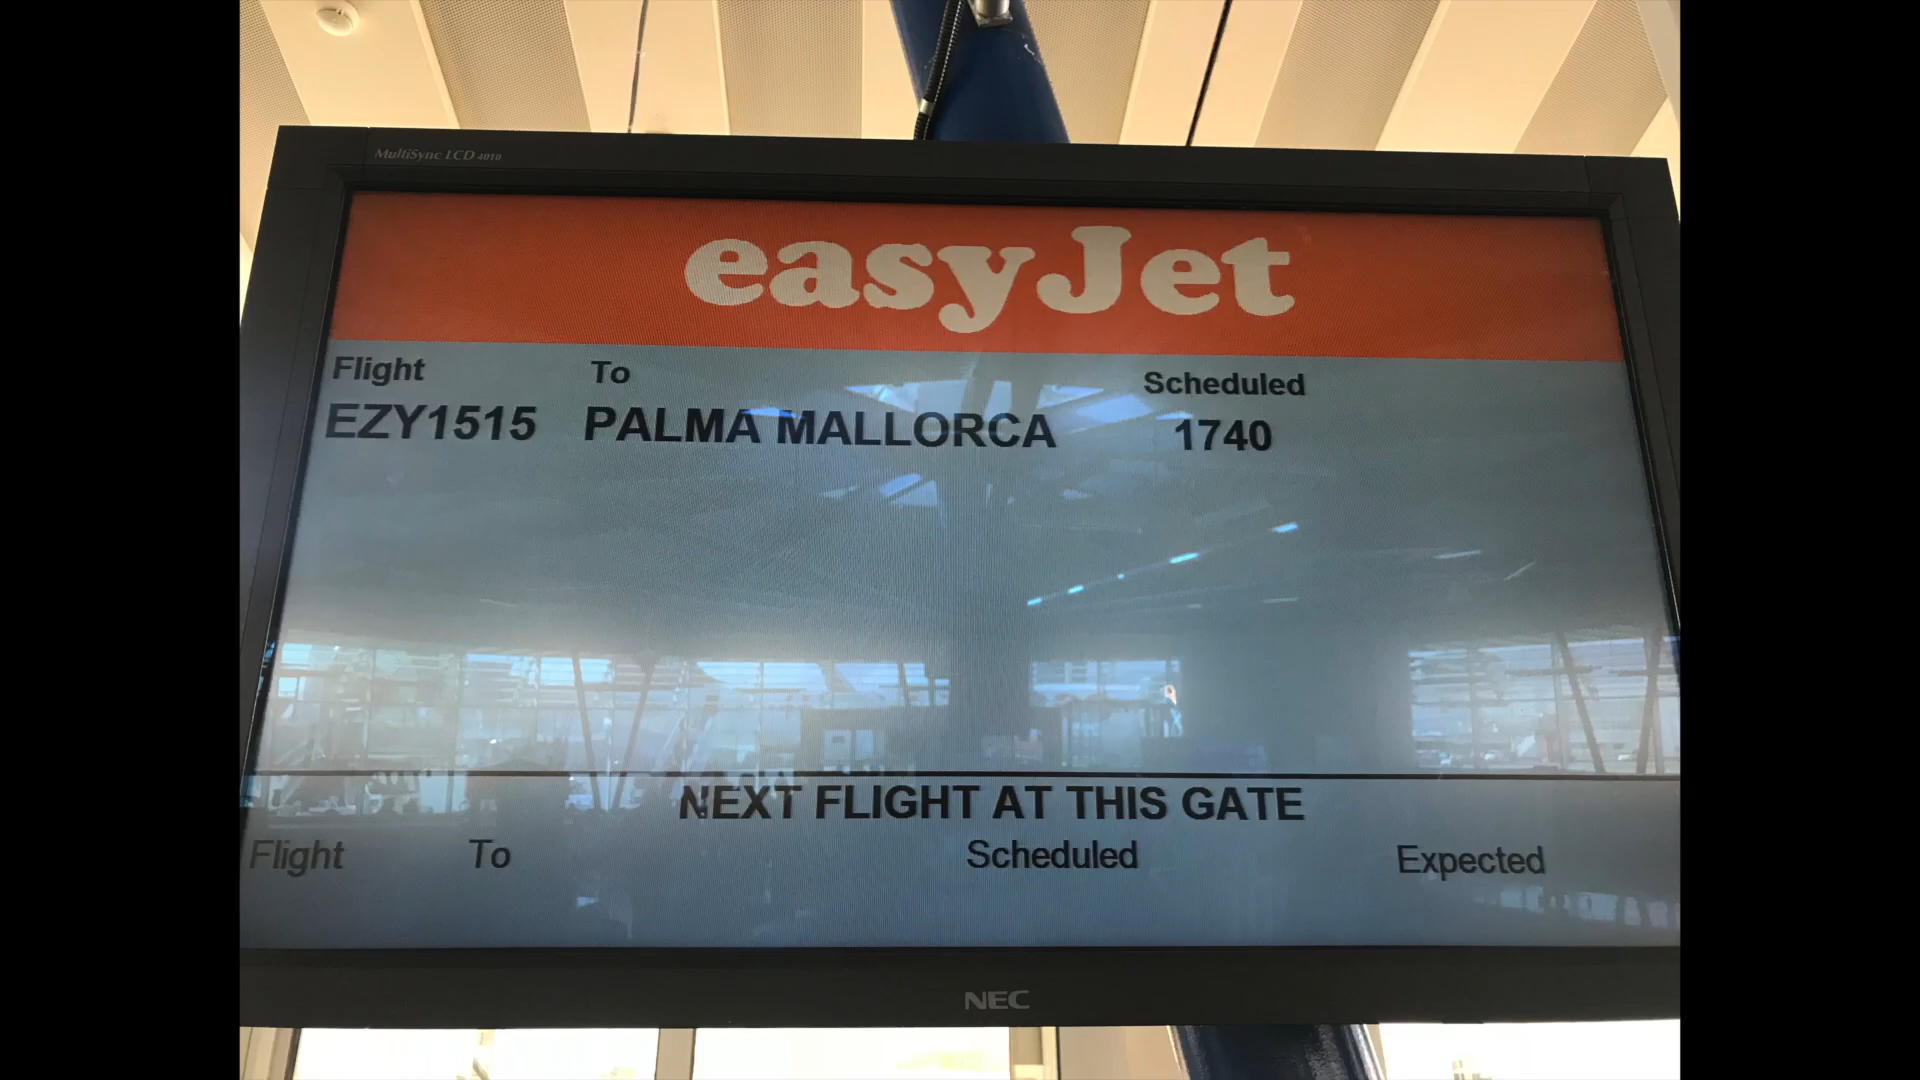 MultiSync LCD 4010
easyJet
Flight To Scheduled
EZY1515 PALMA MALLORCA 1740
NEXT FLIGHT AT THIS GATE
Flight To Scheduled Expected
NEC